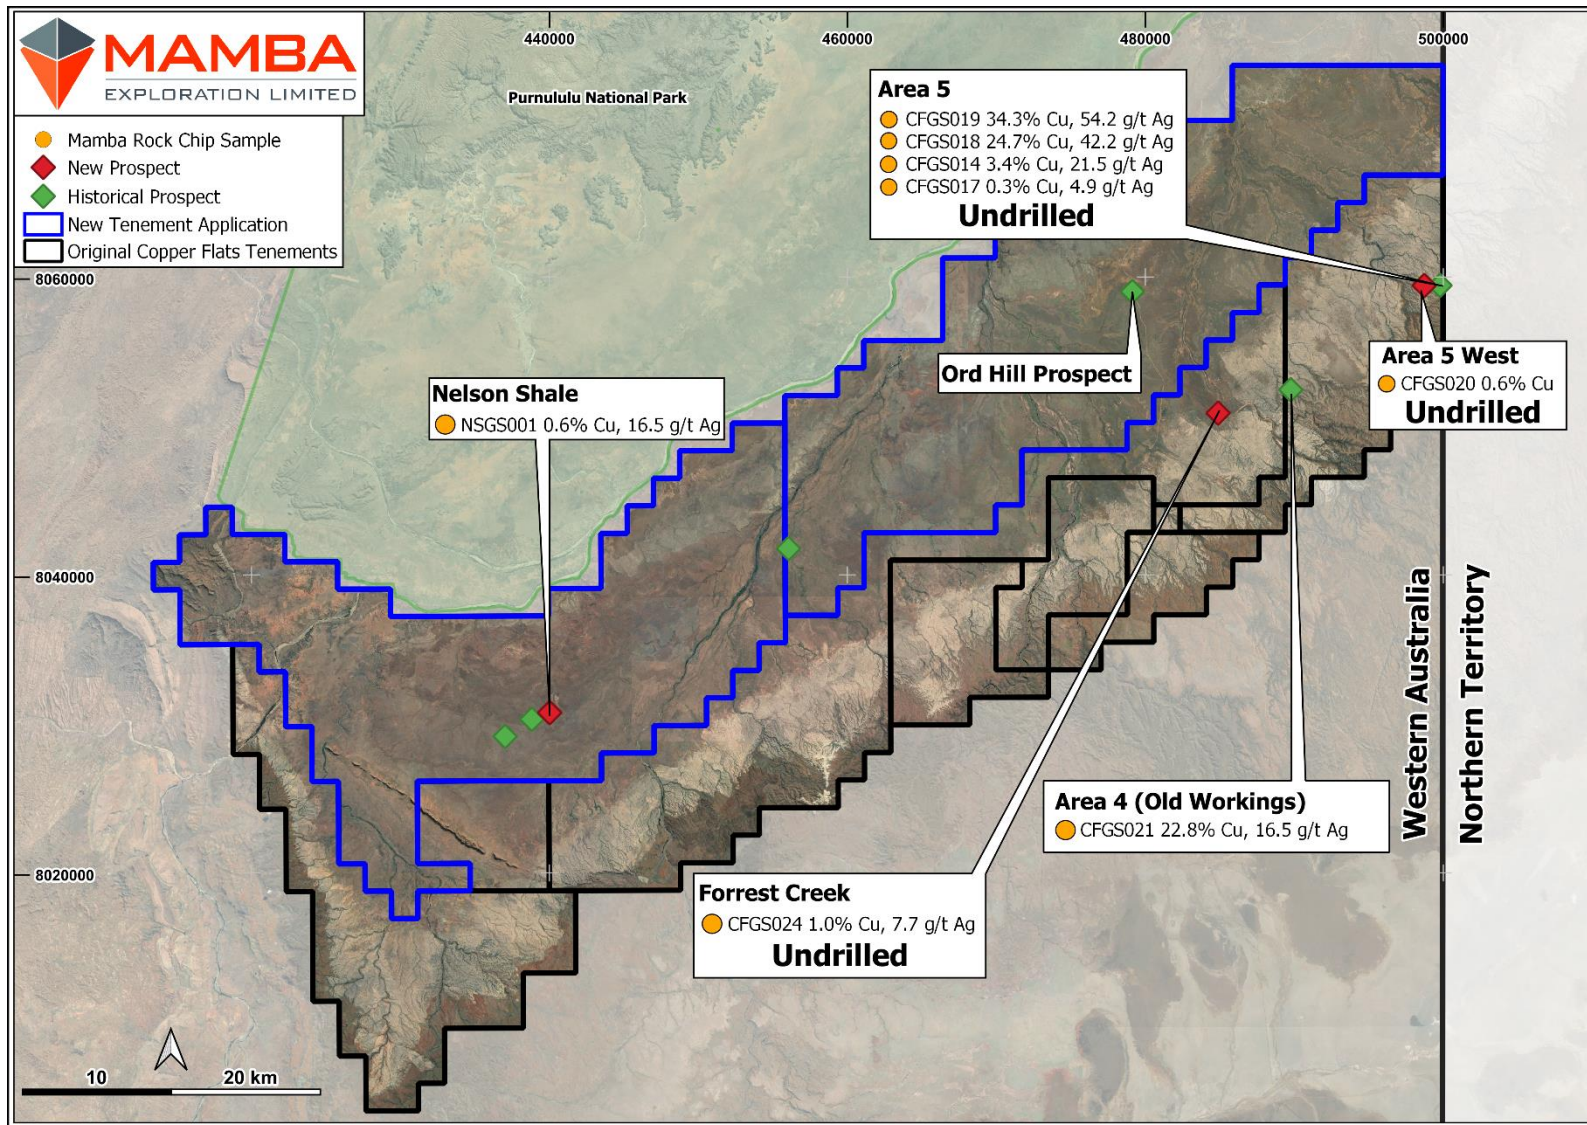 MAMBA
EXPLORATION LIMITED
Mamba Rock Chip Sample
New Prospect
Historical Prospect
New Tenement Application
Original Copper Flats Tenements
440000
460000
480000
500000
Purnululu National Park
Area 5
CFGS019 34.3% Cu, 54.2 g/t Ag
CFGS018 24.7% Cu, 42.2 g/t Ag
CFGS014 3.4% Cu, 21.5 g/t Ag
CFGS017 0.3% Cu, 4.9 g/t Ag
Undrilled
8060000
Ord Hill Prospect
Area 5 West
CFGS020 0.6% Cu
Undrilled
Nelson Shale
NSGS001 0.6% Cu, 16.5 g/t Ag
8040000
Western Australia
Northern Territory
Area 4 (Old Workings)
CFGS021 22.8% Cu, 16.5 g/t Ag
8020000
Forrest Creek
CFGS024 1.0% Cu, 7.7 g/t Ag
Undrilled
10
20 km